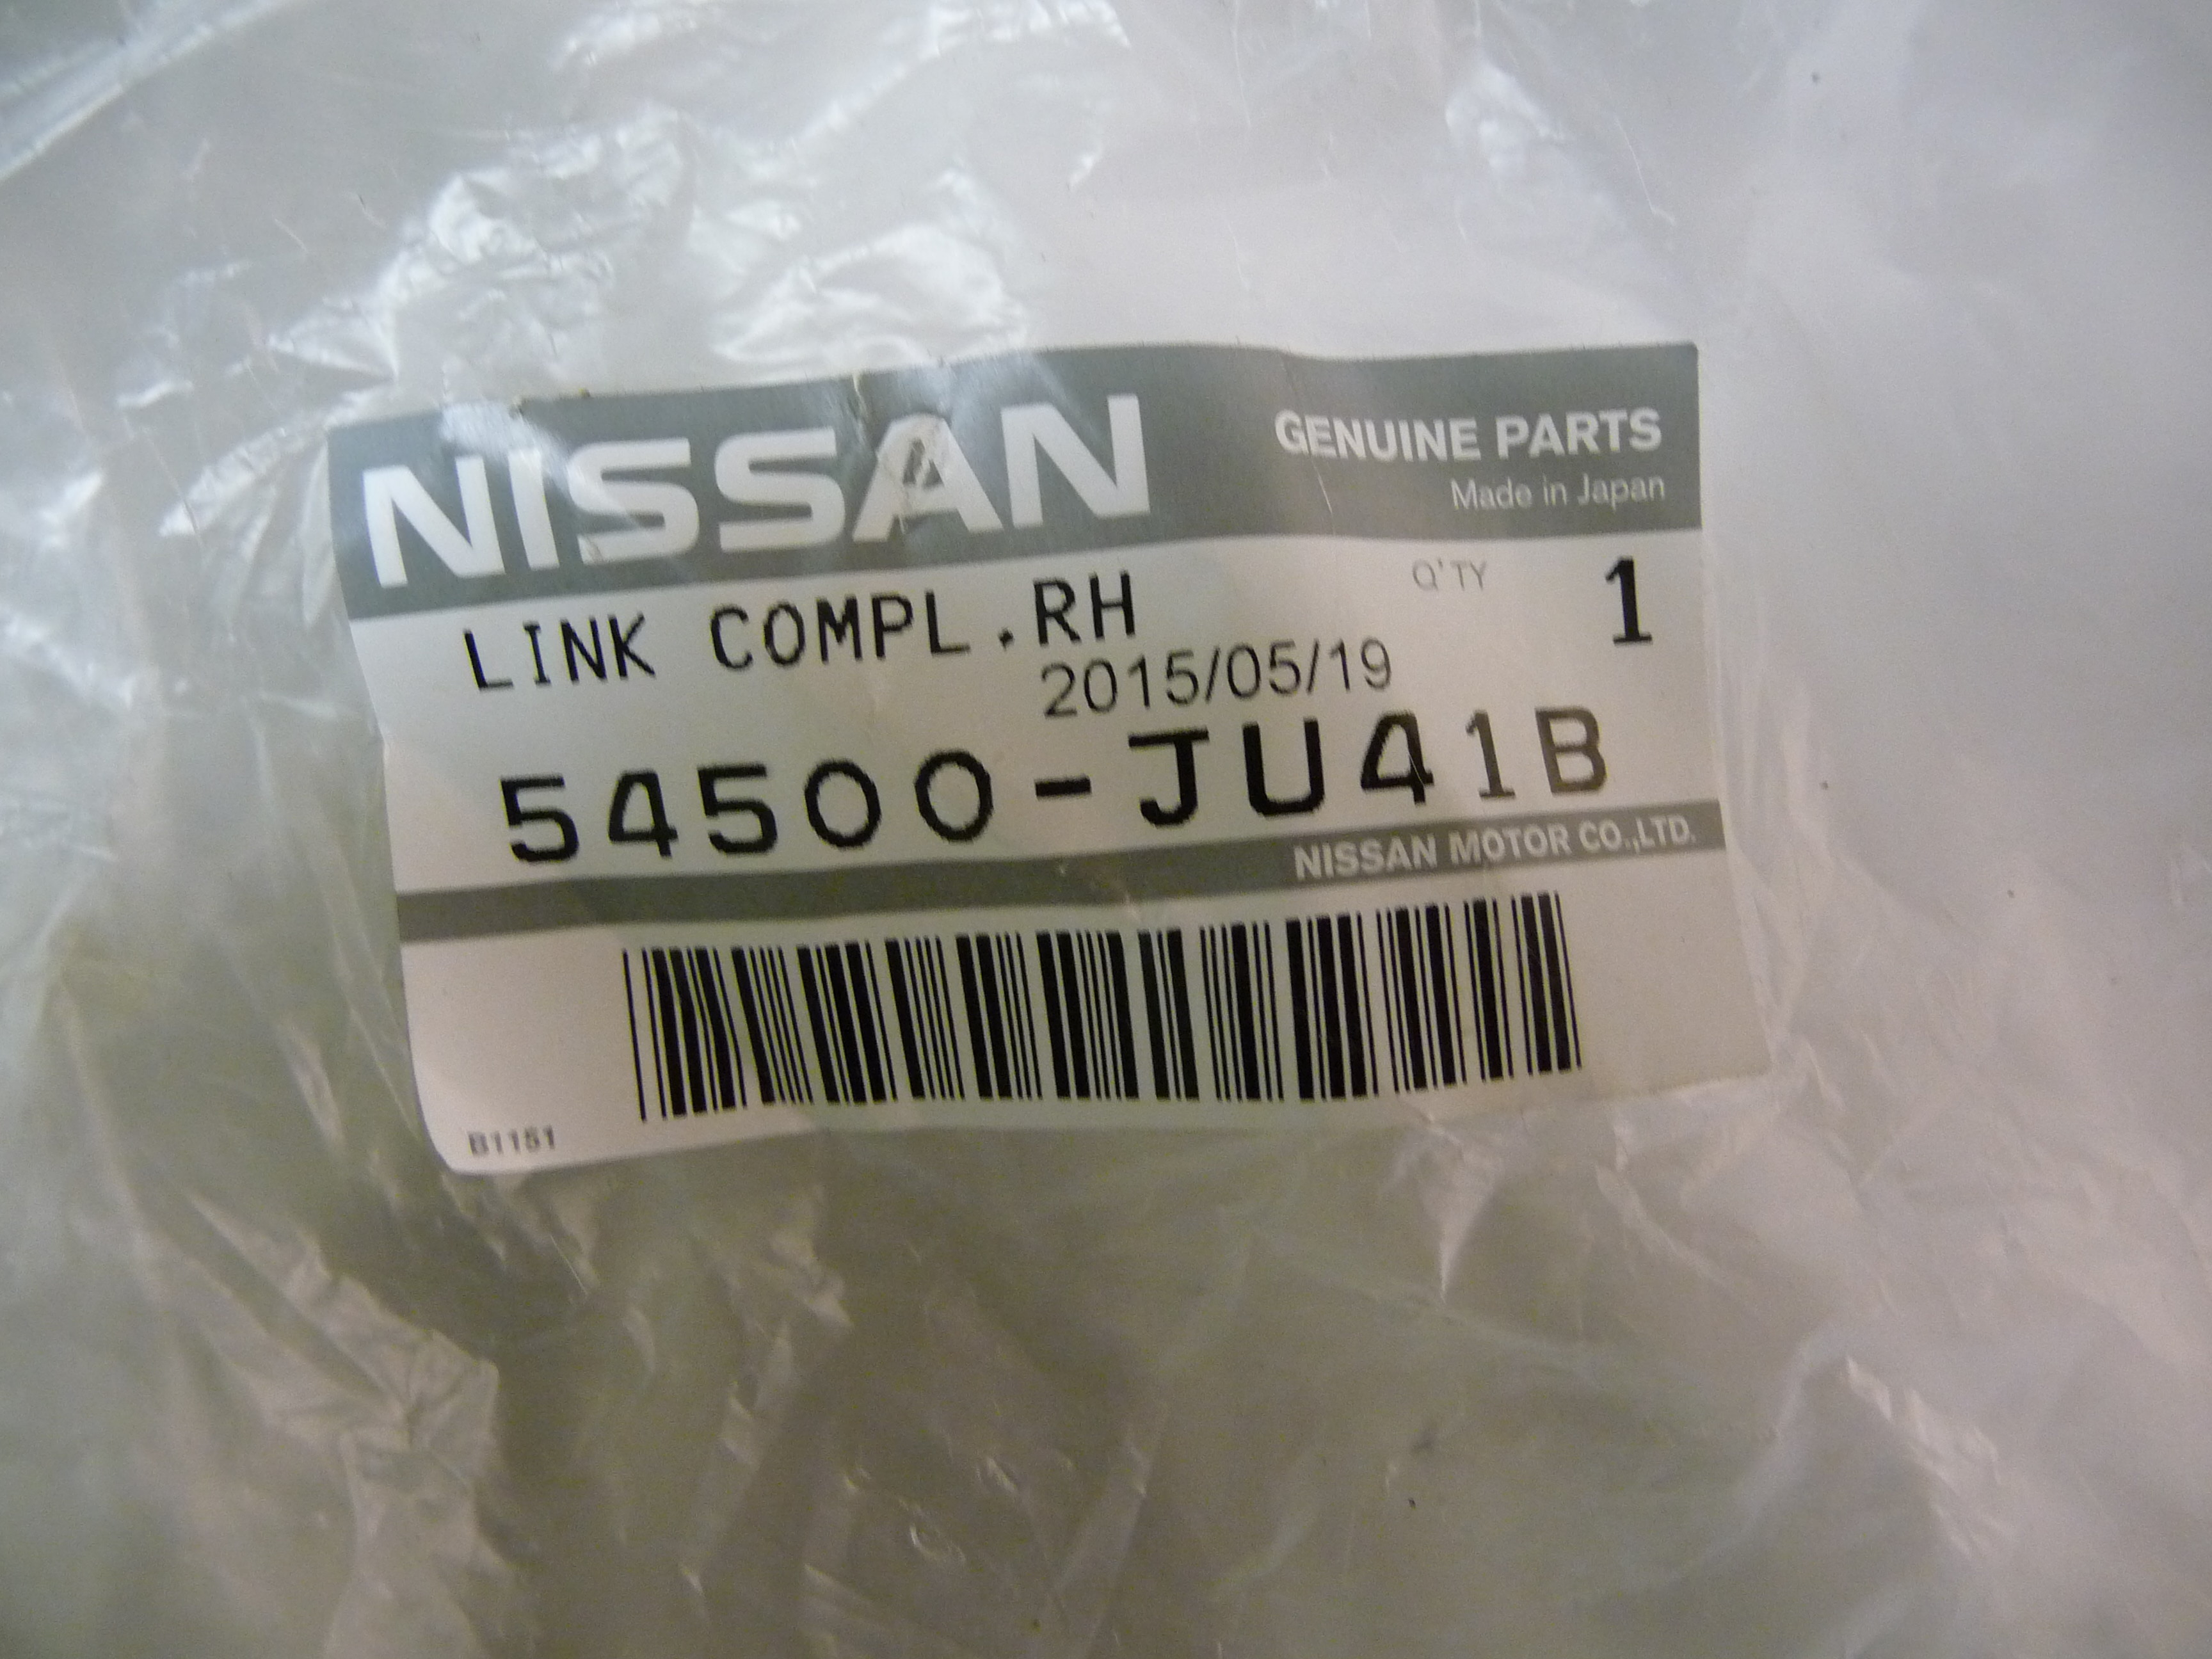 NISSAN
GENUINE PARTS
Made in Japan
LINK COMPL.RH
Q'TY 1
2015/05/19
54500-JU41B
NISSAN MOTOR CO.,LTD.
B1151